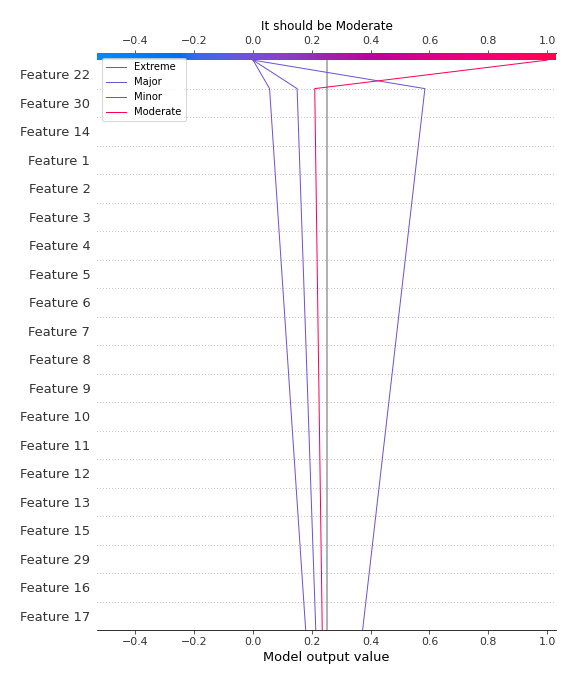 It should be Moderate
−0.4 −0.2 0.0 0.2 0.4 0.6 0.8 1.0
Extreme
Major
Minor
Moderate
Feature 22
Feature 30
Feature 14
Feature 1
Feature 2
Feature 3
Feature 4
Feature 5
Feature 6
Feature 7
Feature 8
Feature 9
Feature 10
Feature 11
Feature 12
Feature 13
Feature 15
Feature 29
Feature 16
Feature 17
−0.4 −0.2 0.0 0.2 0.4 0.6 0.8 1.0
Model output value